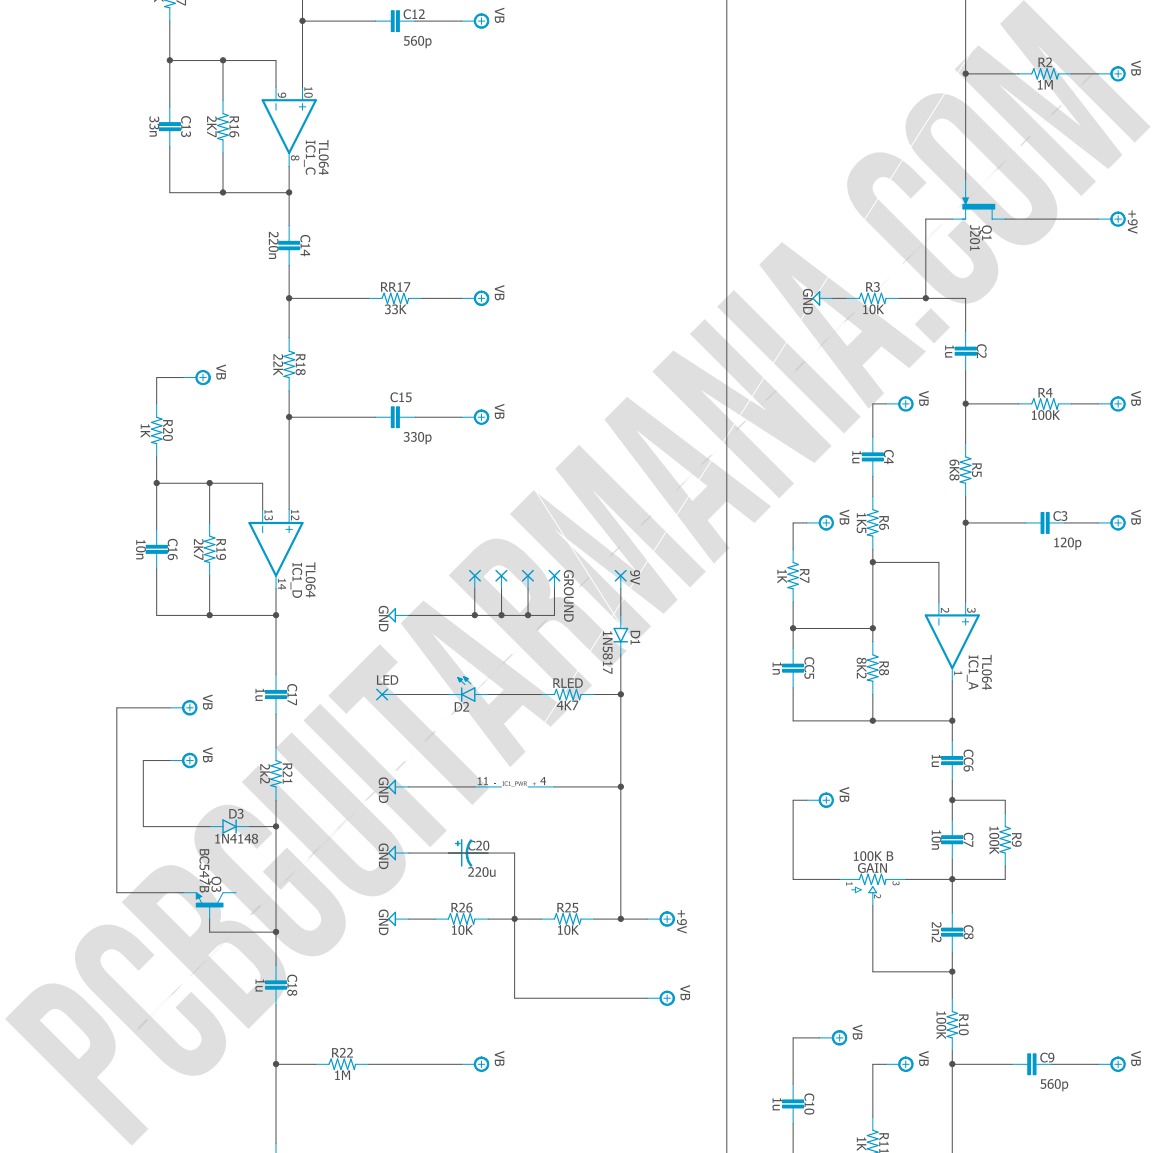 7
C12
560p
VB
10
9
+
-
C13
33n
R16
2K7
TL064
IC1_C
8
C14
220n
RR17
33K
VB
R18
22K
VB
R20
1K
C15
330p
VB
13
12
-
+
C16
10n
R19
2K7
TL064
IC1_D
14
GND
GROUND
9V
D1
1N5817
LED
D2
RLED
4K7
C17
1u
VB
VB
R21
2K2
GND
11 - IC1_PWR + 4
D3
1N4148
BC547B
Q3
GND
+
C20
220u
GND
R26
10K
R25
10K
+9V
VB
C18
1u
R22
1M
VB
R2
1M
VB
Q1
J201
+9V
GND
R3
10K
C2
1u
R4
100K
VB
VB
C4
1u
R5
6K8
R6
1K5
VB
C3
120p
VB
R7
1K
2
3
-
+
CC5
1n
R8
8K2
TL064
IC1_A
1
CC6
1u
VB
C7
10n
R9
100K
100K B
GAIN
1
3
2
C8
2n2
R10
100K
VB
VB
C9
560p
VB
C10
1u
R11
1K
PCBGUITARMANIA.COM